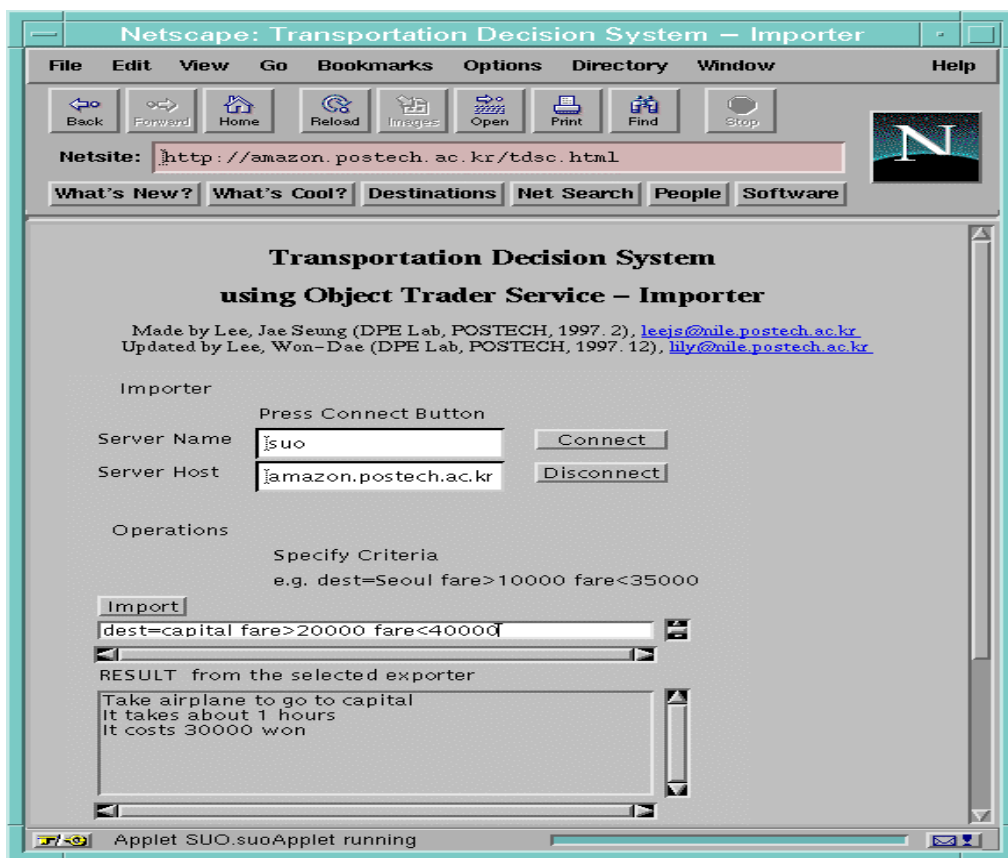 Netscape: Transportation Decision System – Importer
File Edit View Go Bookmarks Options Directory Window Help
Back Forward Home Reload Images Open Print Find Stop
N
Netsite: http://amazon.postech.ac.kr/tdsc.html
What's New? What's Cool? Destinations Net Search People Software
Transportation Decision System
using Object Trader Service – Importer
Made by Lee, Jae Seung (DPE Lab, POSTECH, 1997. 2), leejs@nile.postech.ac.kr
Updated by Lee, Won-Dae (DPE Lab, POSTECH, 1997. 12), lily@nile.postech.ac.kr
Importer
Press Connect Button
Server Name suo Connect
Server Host amazon.postech.ac.kr Disconnect
Operations
Specify Criteria
e.g. dest=Seoul fare>10000 fare<35000
Import
dest=capital fare>20000 fare<40000
RESULT from the selected exporter
Take airplane to go to capital
It takes about 1 hours
It costs 30000 won
Applet SUO.suoApplet running